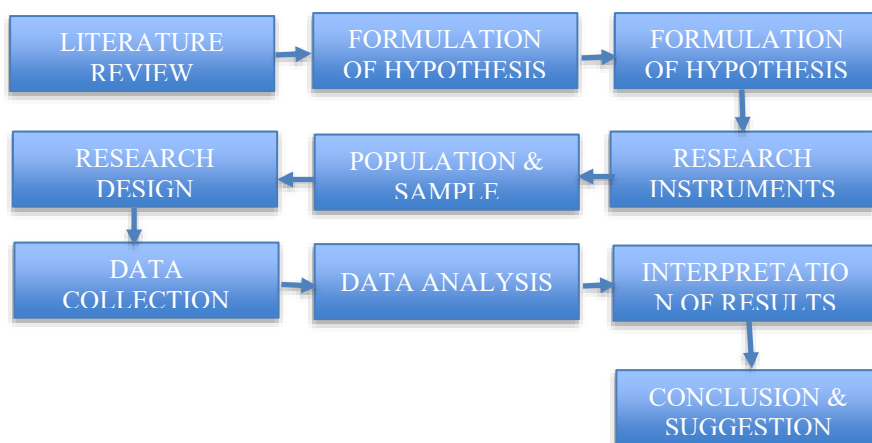 LITERATURE
REVIEW
FORMULATION
OF HYPOTHESIS
FORMULATION
OF HYPOTHESIS
RESEARCH
DESIGN
POPULATION &
SAMPLE
RESEARCH
INSTRUMENTS
DATA
COLLECTION
DATA ANALYSIS
INTERPRETATIO
N OF RESULTS
CONCLUSION &
SUGGESTION